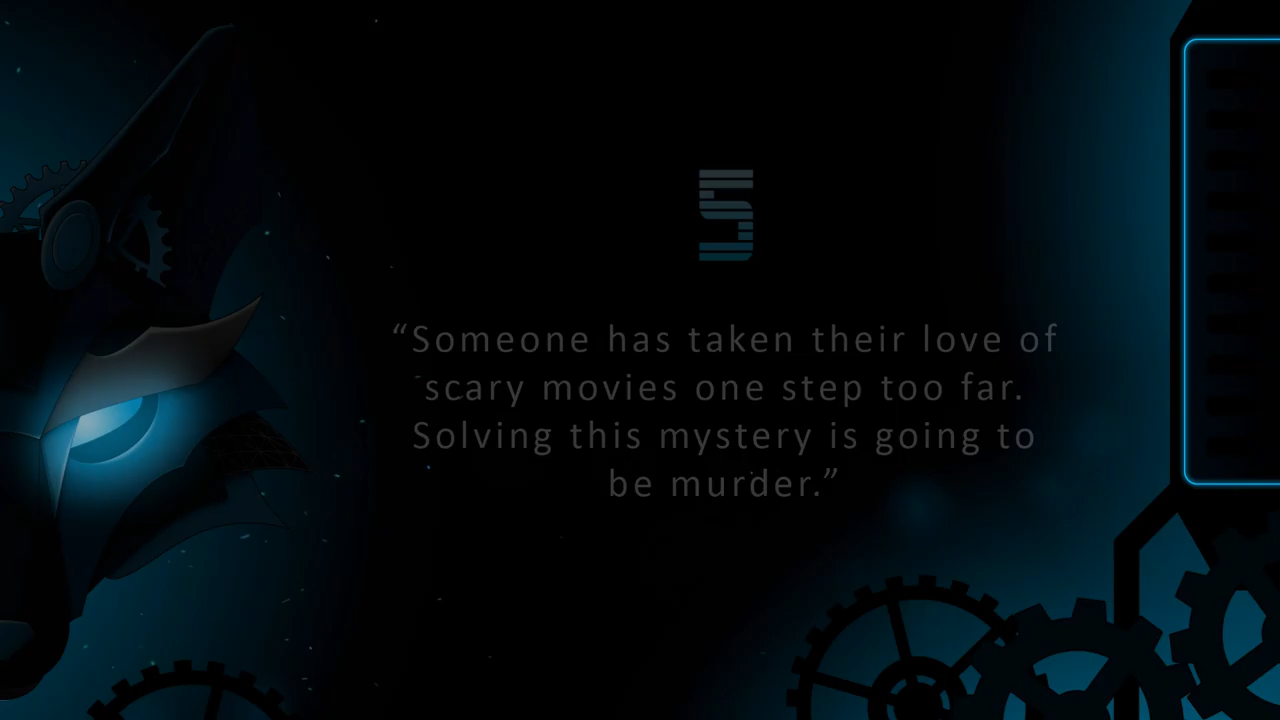 5
“Someone has taken their love of
scary movies one step too far.
Solving this mystery is going to
be murder.”